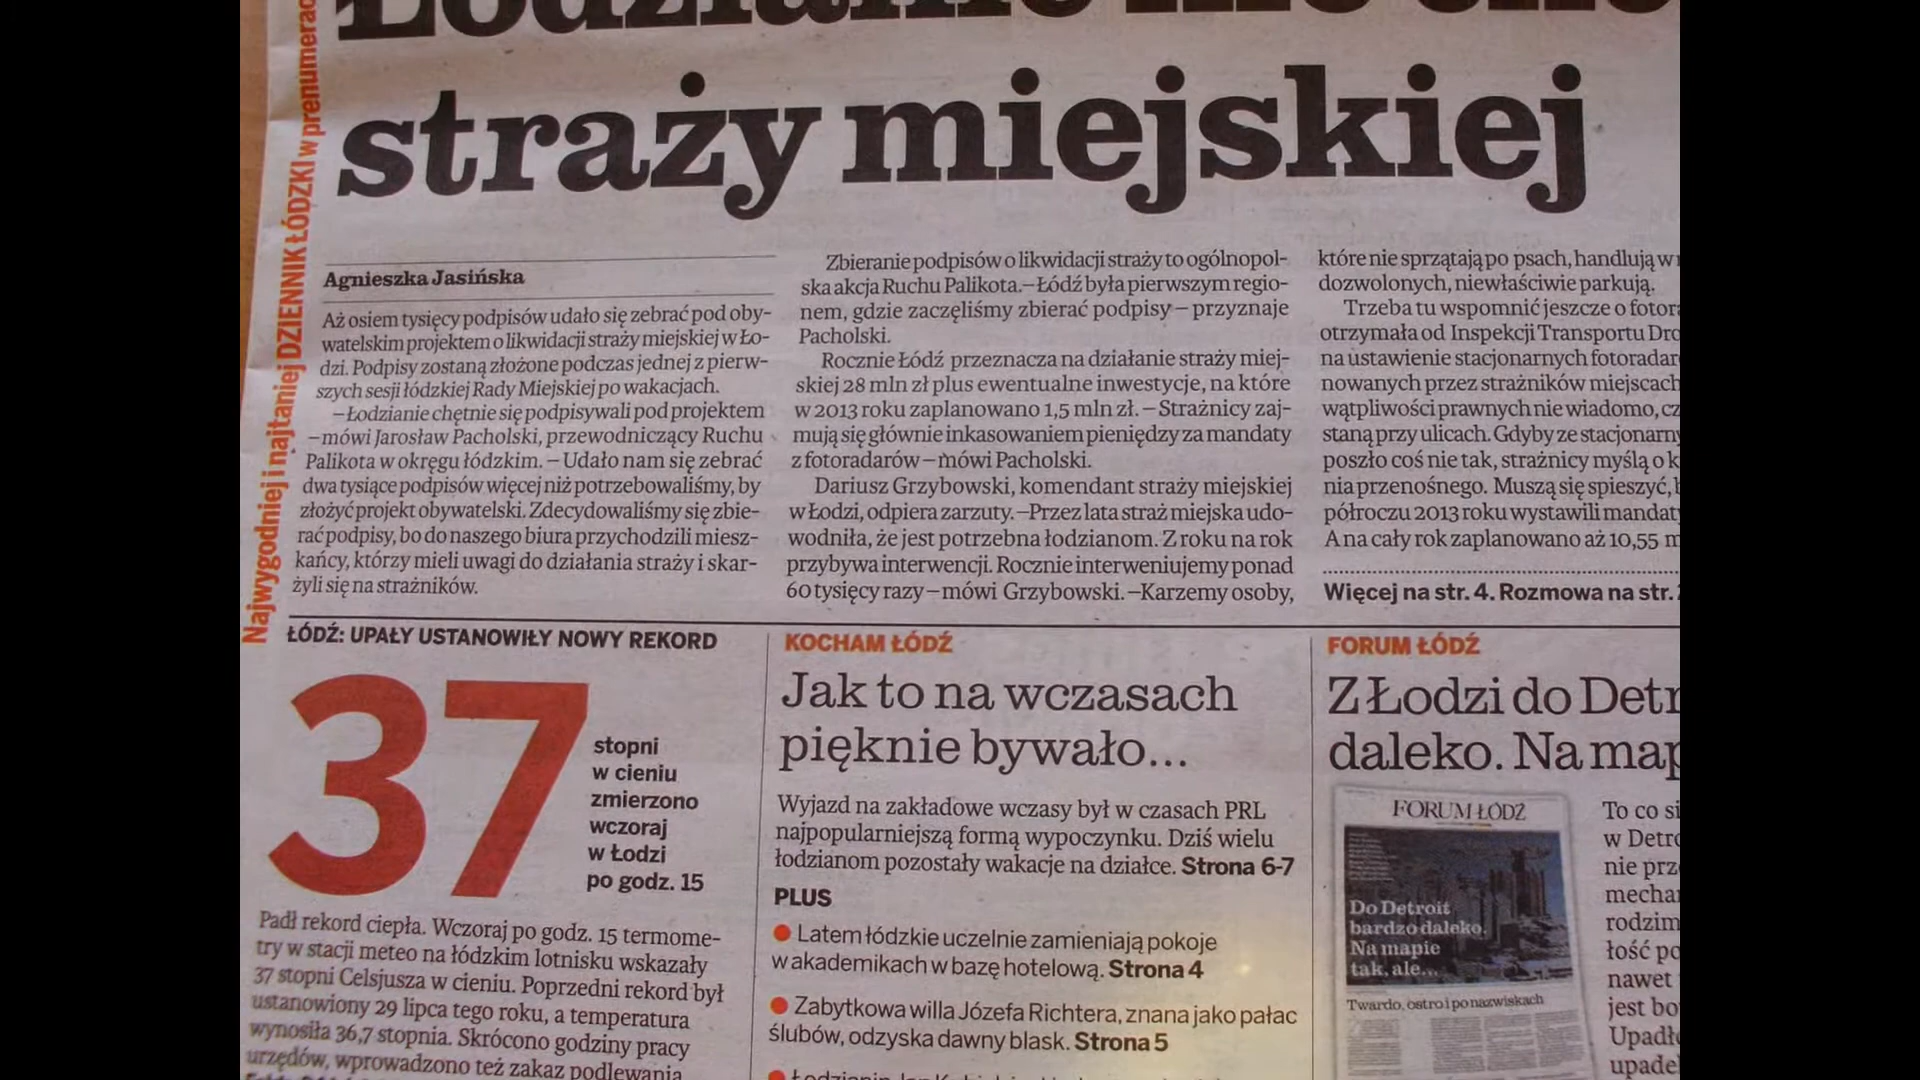 Łodzianie nie
straży miejskiej
Najwygodniej i najtaniej DZIENNIK ŁÓDZKI w prenumerac
Agnieszka Jasińska
Aż osiem tysięcy podpisów udało się zebrać pod oby-
watelskim projektem o likwidacji straży miejskiej w Ło-
dzi. Podpisy zostaną złożone podczas jednej z pierw-
szych sesji łódzkiej Rady Miejskiej po wakacjach.
– Łodzianie chętnie się podpisywali pod projektem
– mówi Jarosław Pacholski, przewodniczący Ruchu
Palikota w okręgu łódzkim. – Udało nam się zebrać
dwa tysiące podpisów więcej niż potrzebowaliśmy, by
złożyć projekt obywatelski. Zdecydowaliśmy się zbie-
rać podpisy, bo do naszego biura przychodzili miesz-
kańcy, którzy mieli uwagi do działania straży i skar-
żyli się na strażników.
Zbieranie podpisów o likwidacji straży to ogólnopol-
ska akcja Ruchu Palikota. – Łódź była pierwszym regio-
nem, gdzie zaczęliśmy zbierać podpisy – przyznaje
Pacholski.
Rocznie Łódź przeznacza na działanie straży miej-
skiej 28 mln zł plus ewentualne inwestycje, na które
w 2013 roku zaplanowano 1,5 mln zł. – Strażnicy zaj-
mują się głównie inkasowaniem pieniędzy za mandaty
z fotoradarów – mówi Pacholski.
Dariusz Grzybowski, komendant straży miejskiej
w Łodzi, odpiera zarzuty. – Przez lata straż miejska udo-
wodniła, że jest potrzebna łodzianom. Z roku na rok
przybywa interwencji. Rocznie interweniujemy ponad
60 tysięcy razy – mówi Grzybowski. – Karzemy osoby,
które nie sprzątają po psach, handlują w
dozwolonych, niewłaściwie parkują.
Trzeba tu wspomnić jeszcze o fotor
otrzymała od Inspekcji Transportu Dro
na ustawienie stacjonarnych fotoradar
nowanych przez strażników miejscach
wątpliwości prawnych nie wiadomo, cz
staną przy ulicach. Gdyby ze stacjonarny
poszło coś nie tak, strażnicy myślą o k
nia przenośnego. Muszą się spieszyć,
półroczu 2013 roku wystawili mandaty
A na cały rok zaplanowano aż 10,55 m
Więcej na str. 4. Rozmowa na str.
ŁÓDŹ: UPAŁY USTANOWIŁY NOWY REKORD
37
stopni
w cieniu
zmierzono
wczoraj
w Łodzi
po godz. 15
Padł rekord ciepła. Wczoraj po godz. 15 termome-
try w stacji meteo na łódzkim lotnisku wskazały
37 stopni Celsjusza w cieniu. Poprzedni rekord był
ustanowiony 29 lipca tego roku, a temperatura
wynosiła 36,7 stopnia. Skrócono godziny pracy
urzędów, wprowadzono też zakaz podlewania
KOCHAM ŁÓDŹ
Jak to na wczasach
pięknie bywało...
Wyjazd na zakładowe wczasy był w czasach PRL
najpopularniejszą formą wypoczynku. Dziś wielu
łodzianom pozostały wakacje na działce. Strona 6-7
PLUS
Latem łódzkie uczelnie zamieniają pokoje
w akademikach w bazę hotelową. Strona 4
Zabytkowa willa Józefa Richtera, znana jako pałac
ślubów, odzyska dawny blask. Strona 5
FORUM ŁÓDŹ
Z Łodzi do Detr
daleko. Na map
FORUM ŁÓDŹ
Do Detroit
bardzo daleko.
Na mapie
tak, ale...
Twardo, ostro i po nazwiskach
To co si
w Detro
nie prz
mechan
rodzim
łość po
nawet
jest bo
Upadło
upade